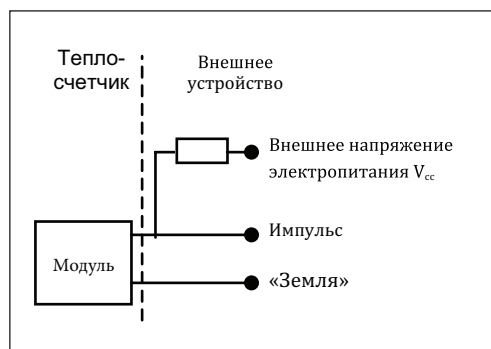 Тепло-
счетчик
Внешнее
устройство
Внешнее напряжение
электропитания Vcc
Импульс
Модуль
«Земля»